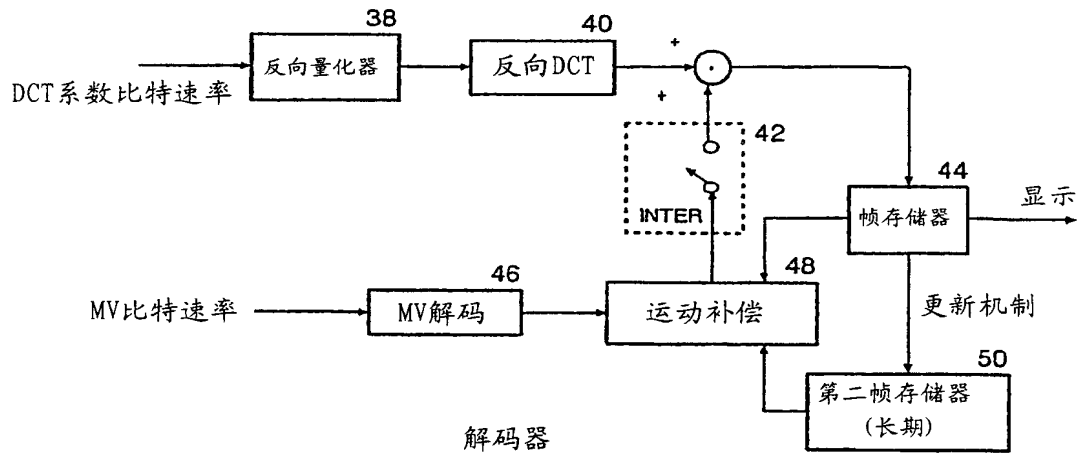 38
40
反向量化器
反向DCT
+
DCT系数比特速率
+
42
44
INTER
帧存储器
显示
46
48
MV比特速率
MV解码
运动补偿
更新机制
50
第二帧存储器
(长期)
解码器